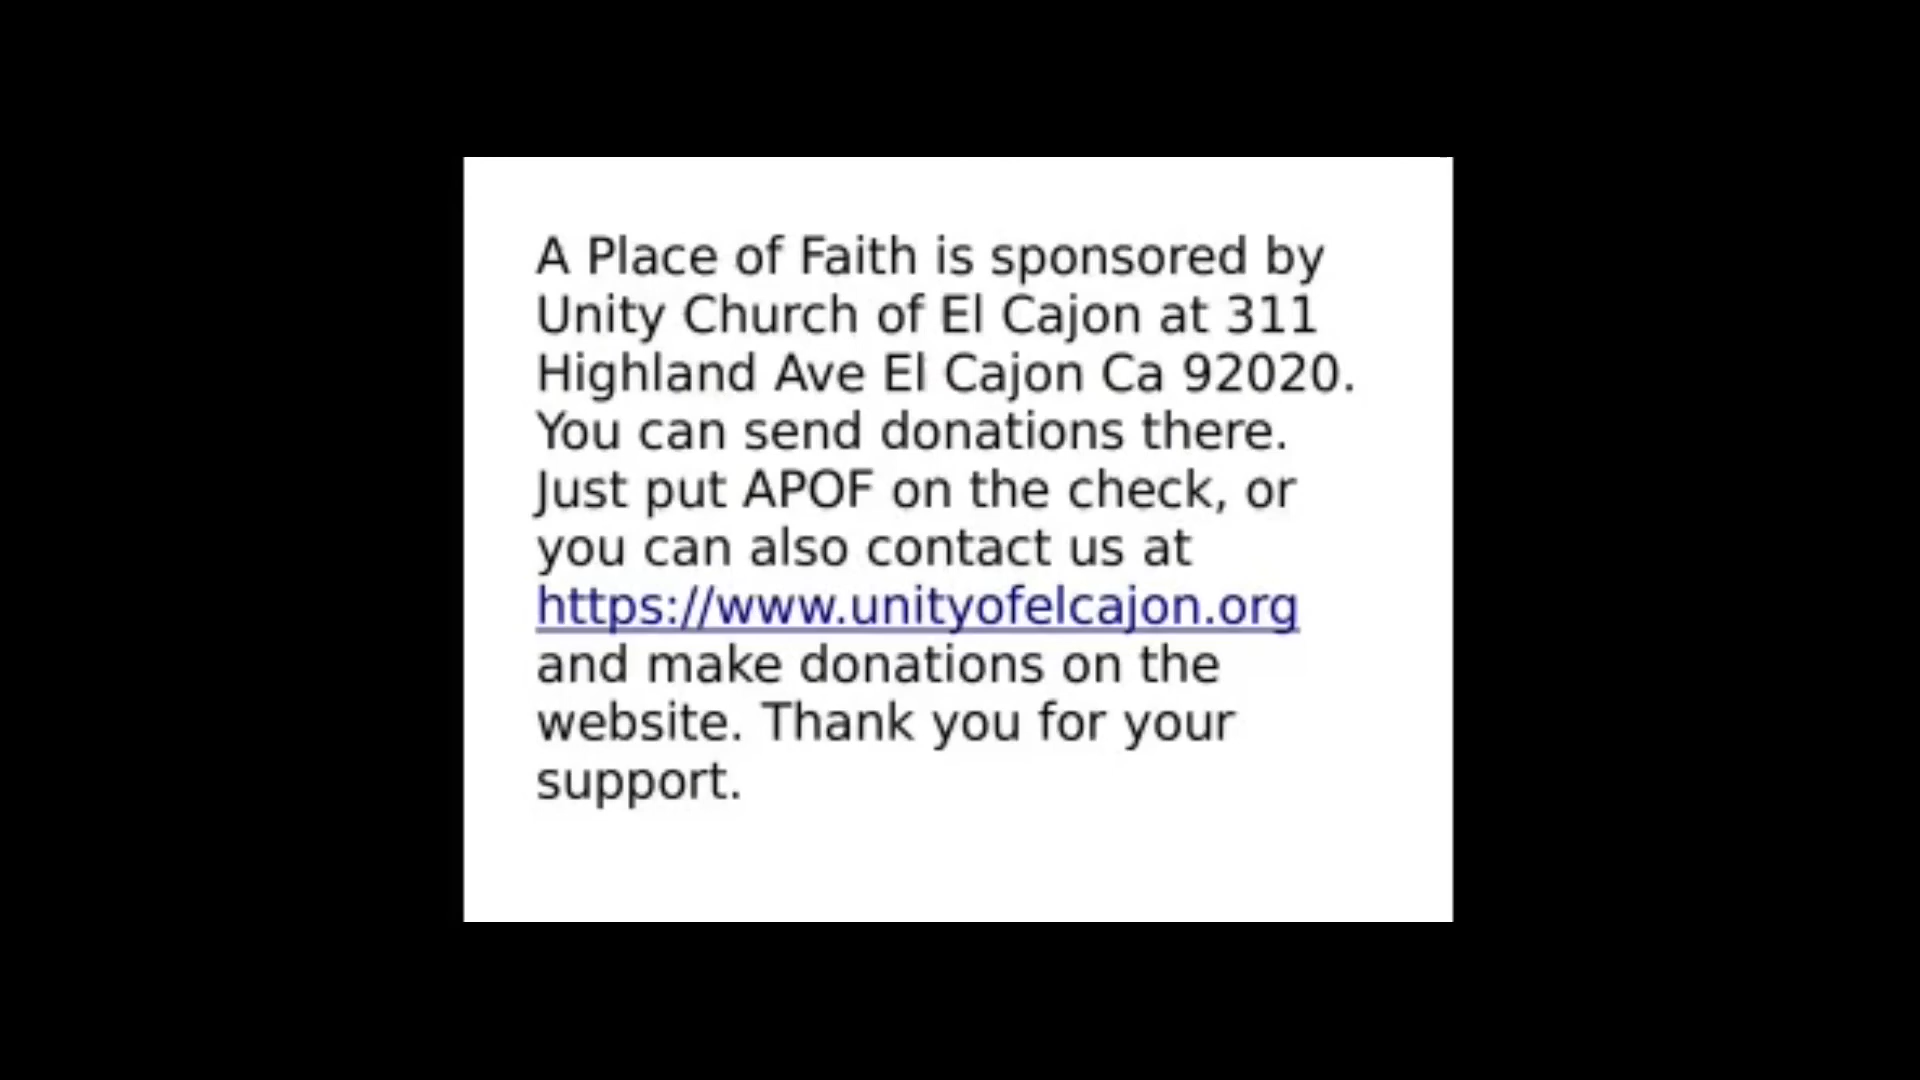 A Place of Faith is sponsored by
Unity Church of El Cajon at 311
Highland Ave El Cajon Ca 92020.
You can send donations there.
Just put APOF on the check, or
you can also contact us at
https://www.unityofelcajon.org
and make donations on the
website. Thank you for your
support.